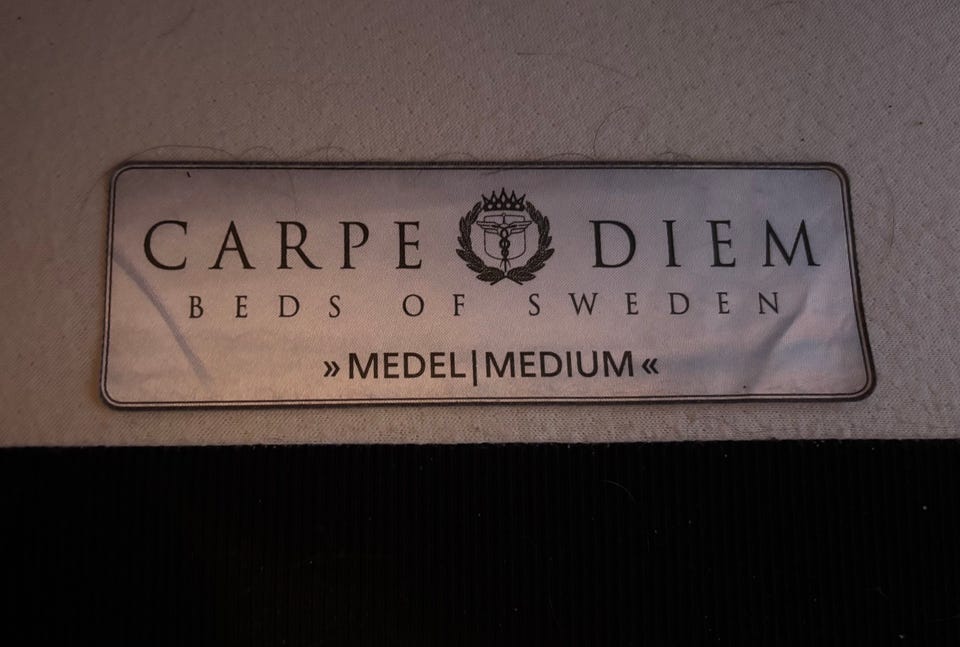 CARPE DIEM
BEDS OF SWEDEN
»MEDEL|MEDIUM«